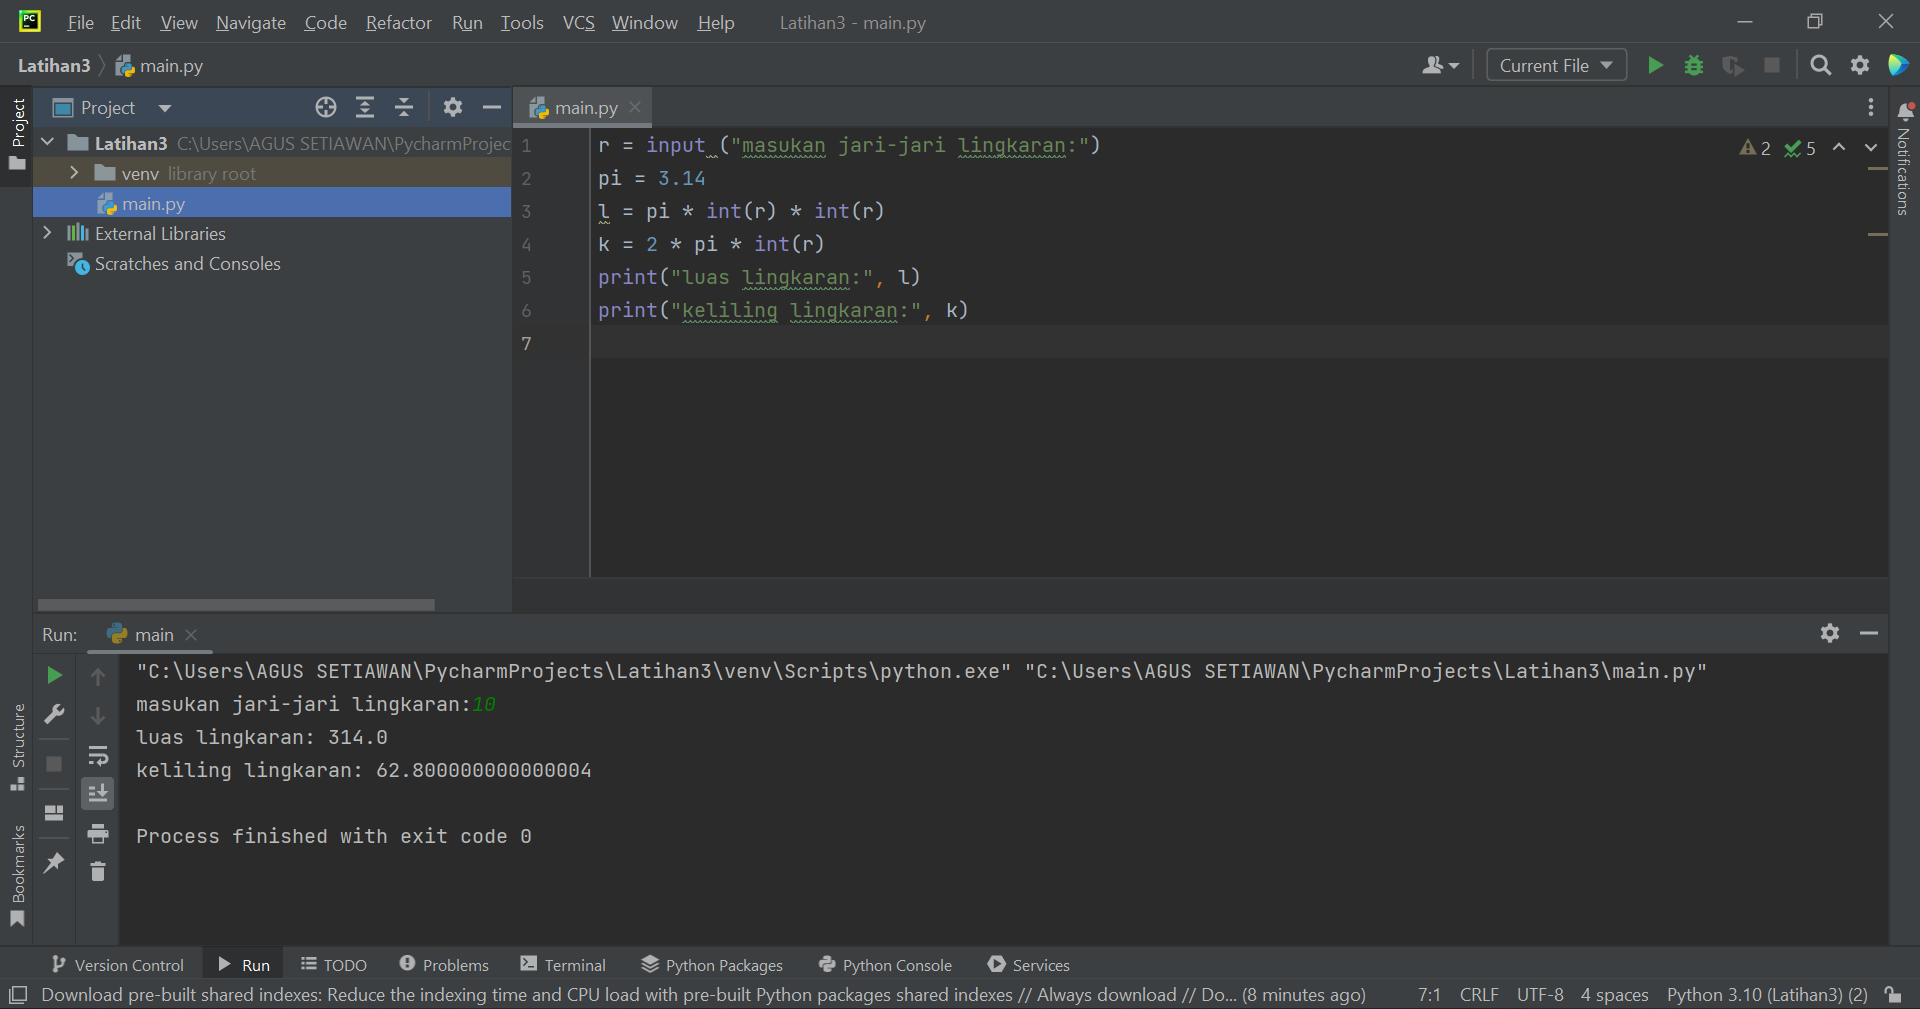 PC
File Edit View Navigate Code Refactor Run Tools VCS Window Help Latihan3 - main.py
Latihan3 main.py Current File
Project
Project
main.py
Latihan3 C:\Users\AGUS SETIAWAN\PycharmProjec
venv library root
main.py
External Libraries
Scratches and Consoles
1 r = input ("masukan jari-jari lingkaran:")
2 pi = 3.14
3 l = pi * int(r) * int(r)
4 k = 2 * pi * int(r)
5 print("luas lingkaran:", l)
6 print("keliling lingkaran:", k)
7
2 5
Notifications
Run: main
"C:\Users\AGUS SETIAWAN\PycharmProjects\Latihan3\venv\Scripts\python.exe" "C:\Users\AGUS SETIAWAN\PycharmProjects\Latihan3\main.py"
masukan jari-jari lingkaran:10
luas lingkaran: 314.0
keliling lingkaran: 62.800000000000004
Process finished with exit code 0
Structure
Bookmarks
Version Control Run TODO Problems Terminal Python Packages Python Console Services
Download pre-built shared indexes: Reduce the indexing time and CPU load with pre-built Python packages shared indexes // Always download // Do... (8 minutes ago) 7:1 CRLF UTF-8 4 spaces Python 3.10 (Latihan3) (2)